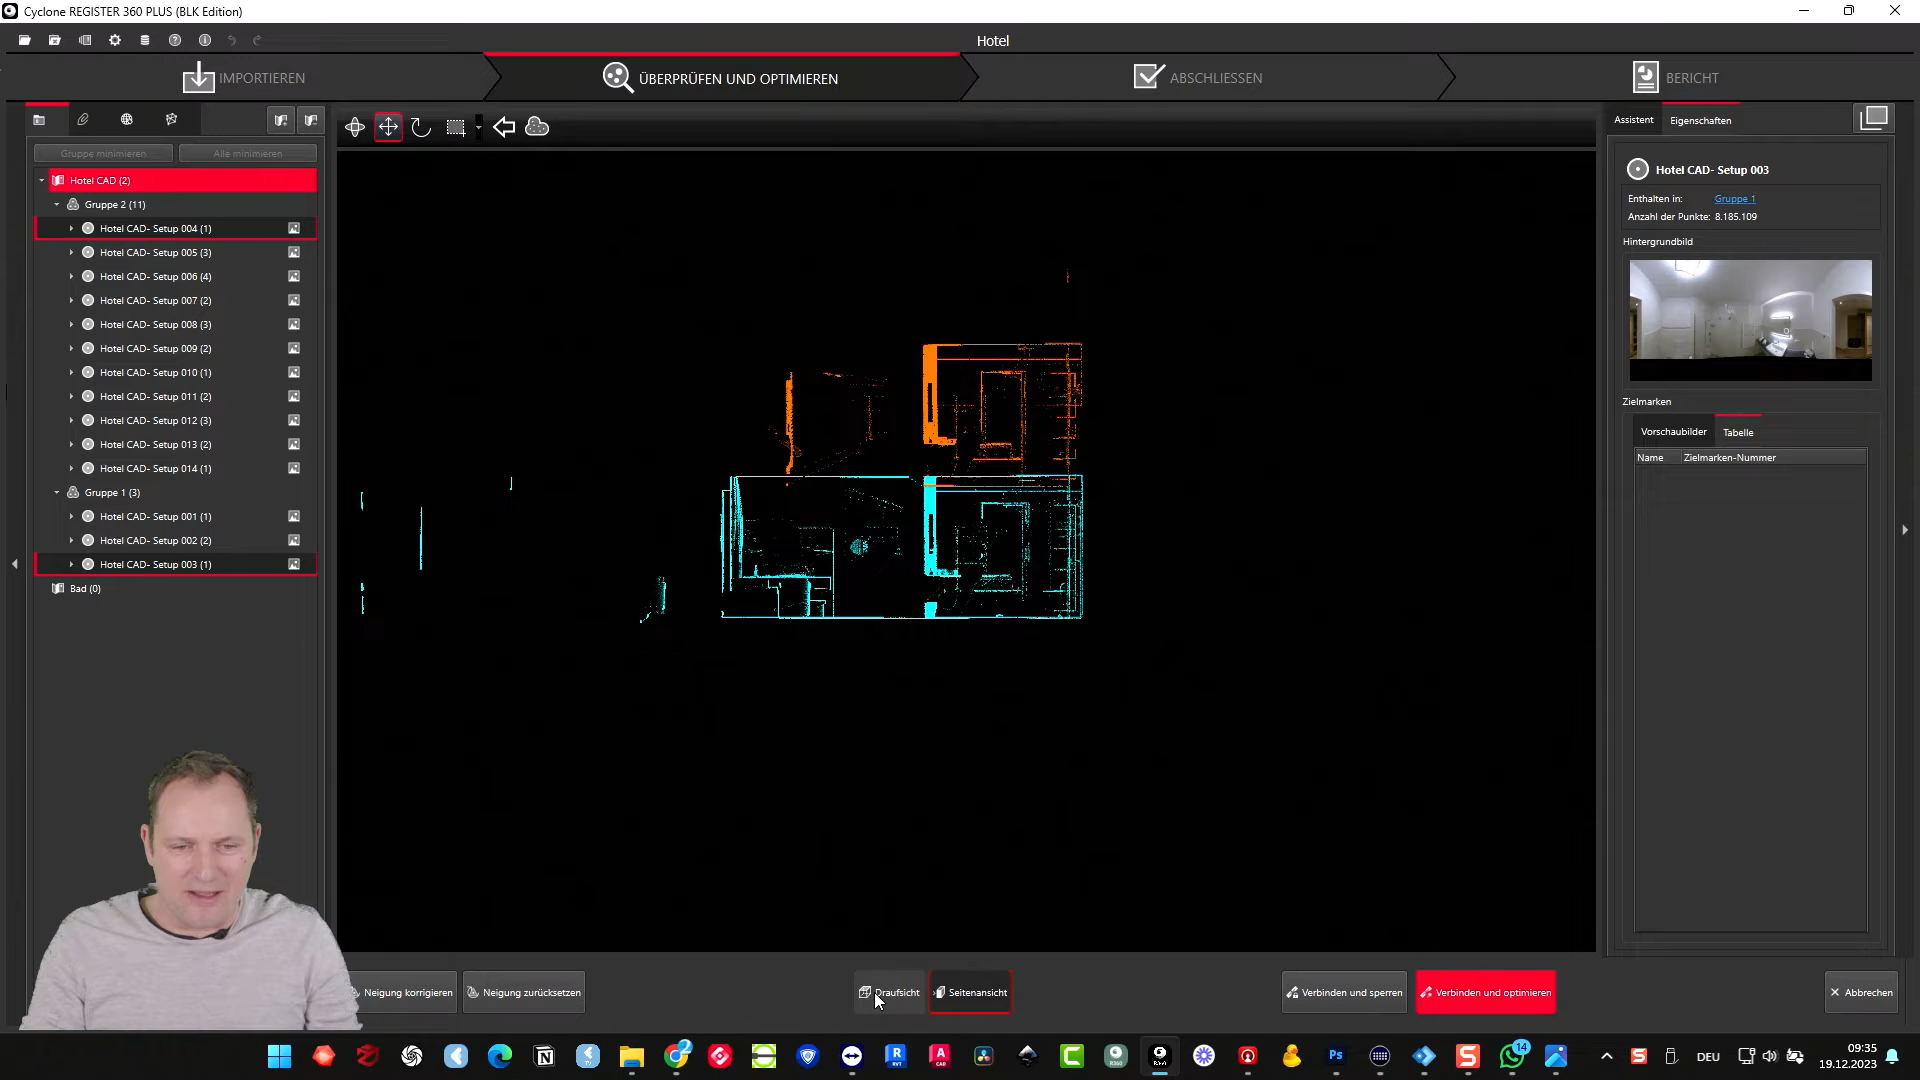 Cyclone REGISTER 360 PLUS (BLK Edition)
Hotel
IMPORTIEREN
ÜBERPRÜFEN UND OPTIMIEREN
ABSCHLIESSEN
BERICHT
Gruppe minimieren
Alle minimieren
Hotel CAD (2)
Gruppe 2 (11)
Hotel CAD- Setup 004 (1)
Hotel CAD- Setup 005 (3)
Hotel CAD- Setup 006 (4)
Hotel CAD- Setup 007 (2)
Hotel CAD- Setup 008 (3)
Hotel CAD- Setup 009 (2)
Hotel CAD- Setup 010 (1)
Hotel CAD- Setup 011 (2)
Hotel CAD- Setup 012 (3)
Hotel CAD- Setup 013 (2)
Hotel CAD- Setup 014 (1)
Gruppe 1 (3)
Hotel CAD- Setup 001 (1)
Hotel CAD- Setup 002 (2)
Hotel CAD- Setup 003 (1)
Bad (0)
Assistent
Eigenschaften
Hotel CAD- Setup 003
Enthalten in: Gruppe 1
Anzahl der Punkte: 8.185.109
Hintergrundbild
Zielmarken
Vorschaubilder
Tabelle
Name
Zielmarken-Nummer
Neigung korrigieren
Neigung zurücksetzen
Draufsicht
Seitenansicht
Verbinden und sperren
Verbinden und optimieren
Abbrechen
2
14
DEU
09:35
19.12.2023